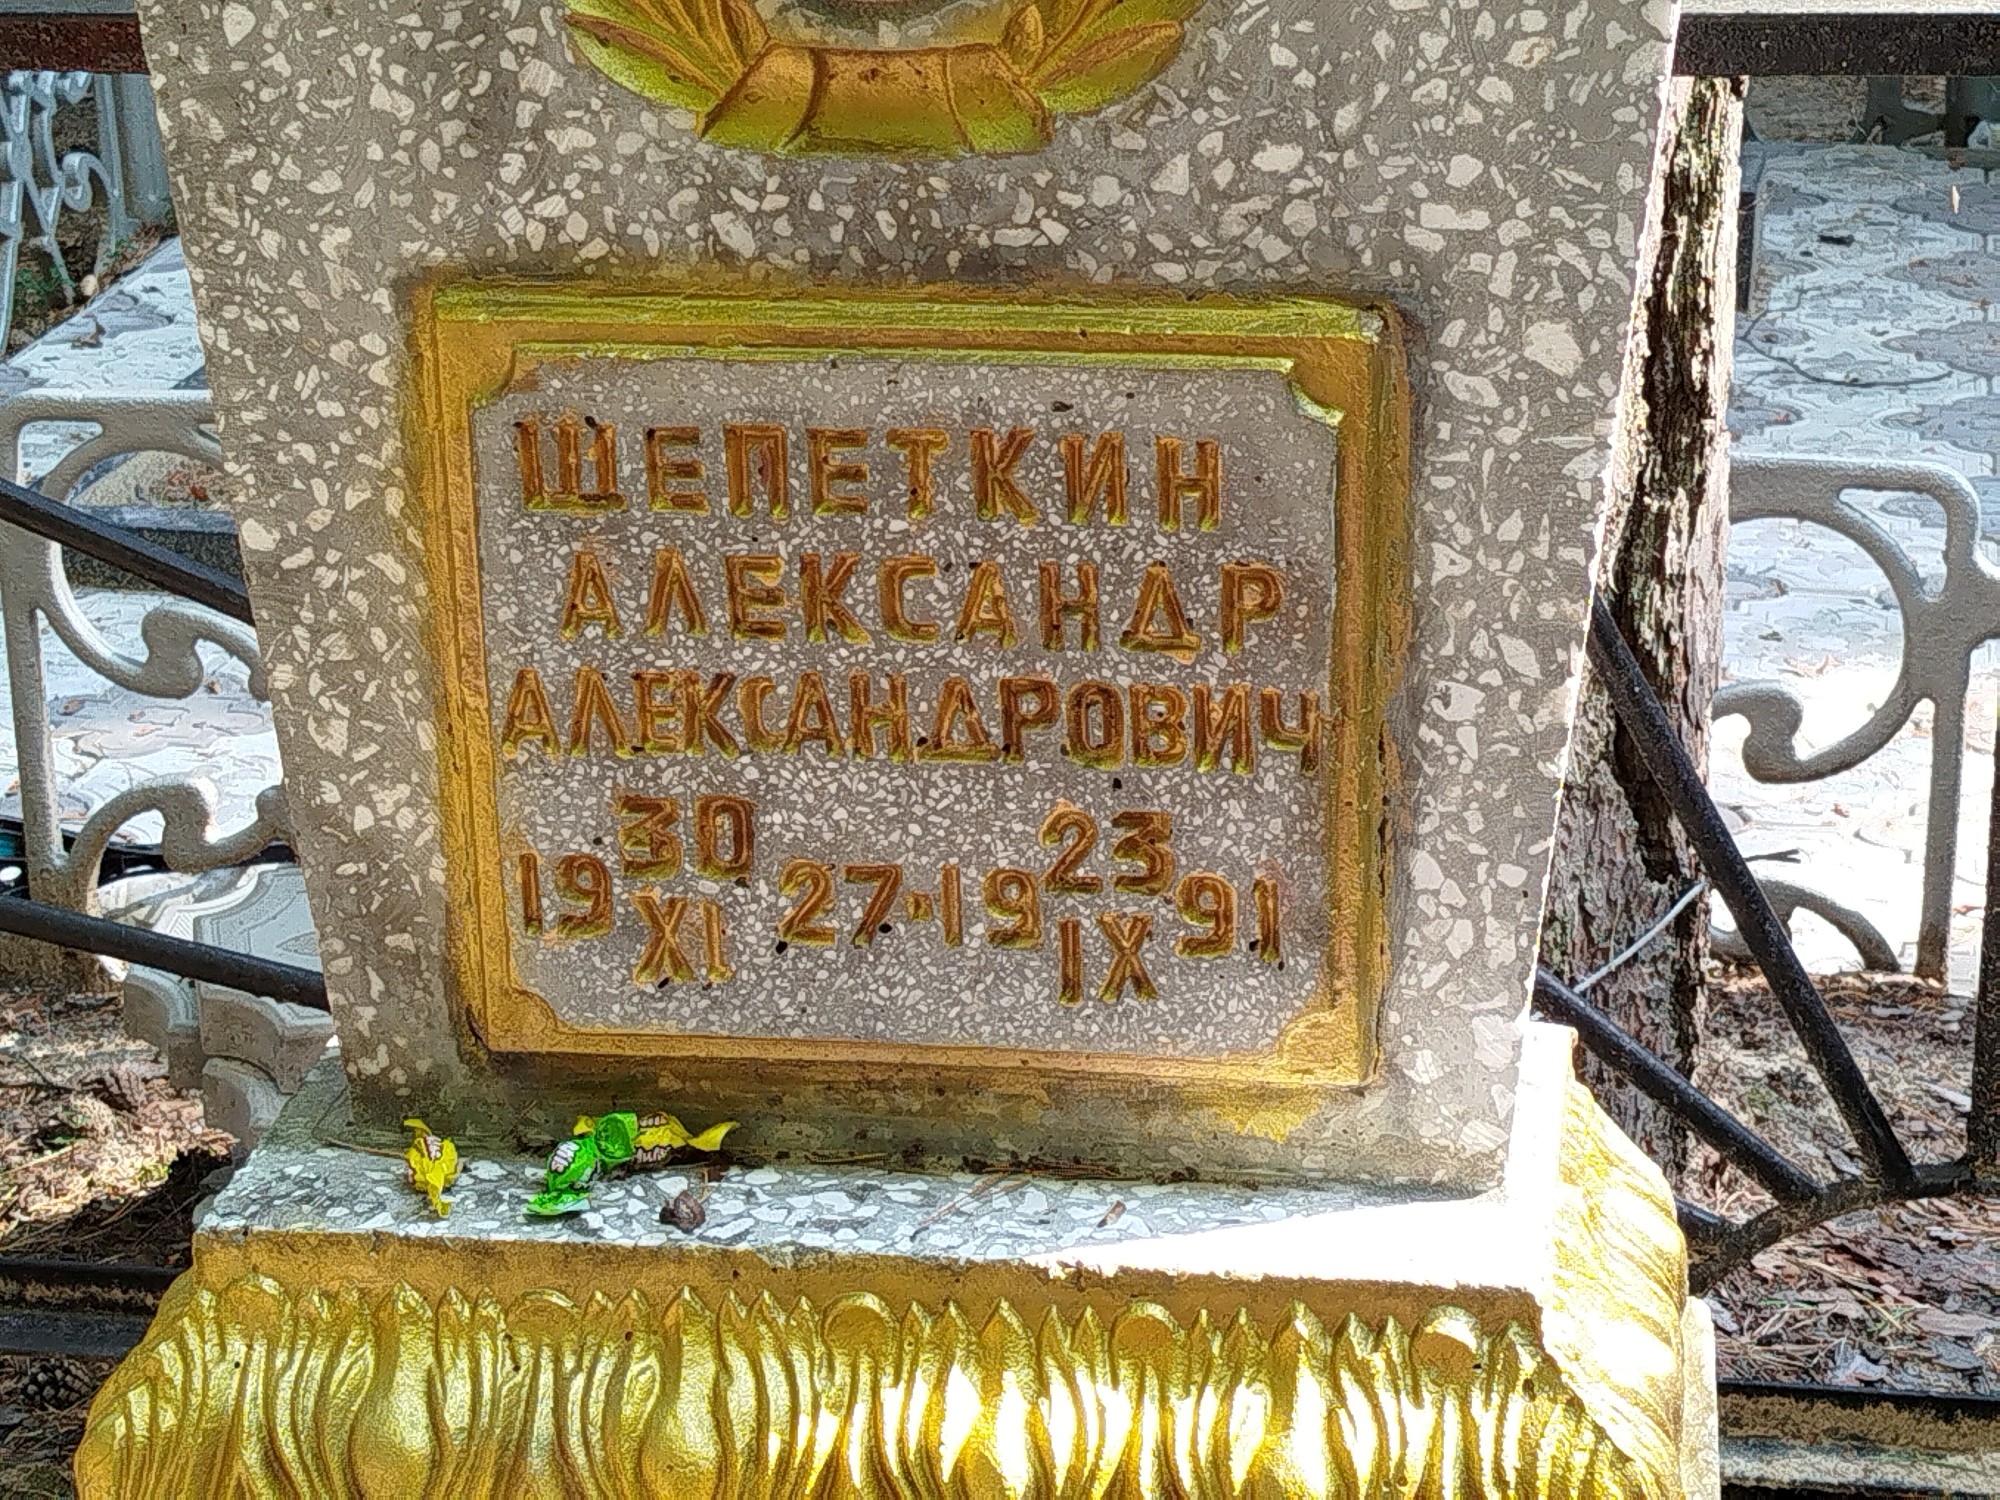 ШЕПЕТКИН
АЛЕКСАНДР
АЛЕКСАНДРОВИЧ
30 23
19 27-19 91
XI IX